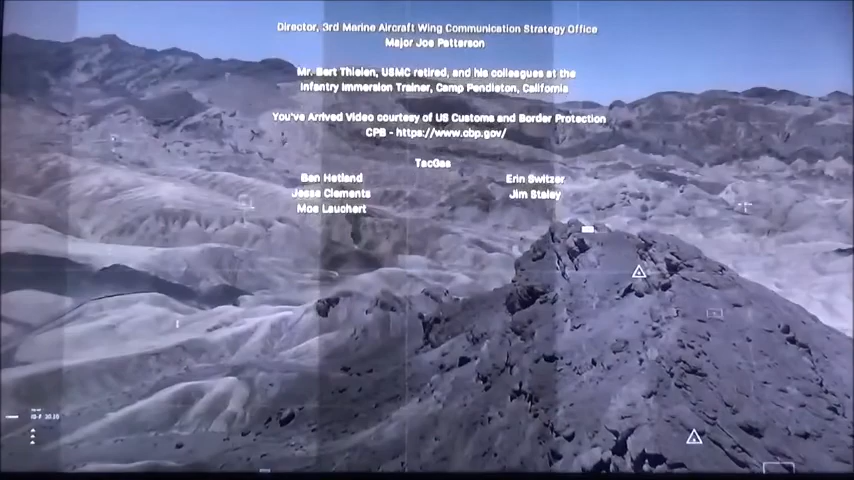 Director, 3rd Marine Aircraft Wing Communication Strategy Office
Major Joe Patterson
Mr. Bert Thielen, USMC retired, and his colleagues at the
Infantry Immersion Trainer, Camp Pendleton, California
You've Arrived Video courtesy of US Customs and Border Protection
CPB - https://www.cbp.gov/
TacGas
Ben Hetland
Erin Switzer
Jesse Clements
Jim Staley
Moe Lauchert